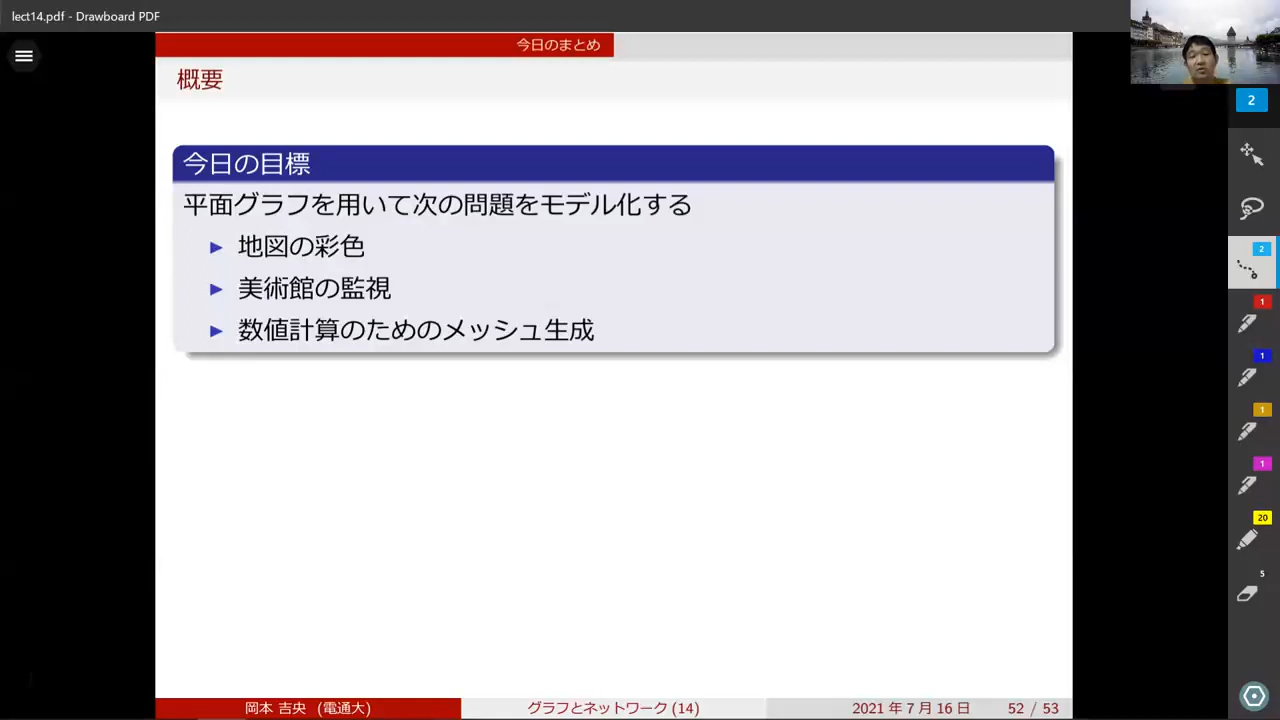 lect14.pdf - Drawboard PDF
今日のまとめ
概要
今日の目標
平面グラフを用いて次の問題をモデル化する
▶ 地図の彩色
▶ 美術館の監視
▶ 数値計算のためのメッシュ生成
2
2
1
1
1
1
20
5
岡本 吉央 (電通大)
グラフとネットワーク (14)
2021 年 7 月 16 日 52 / 53